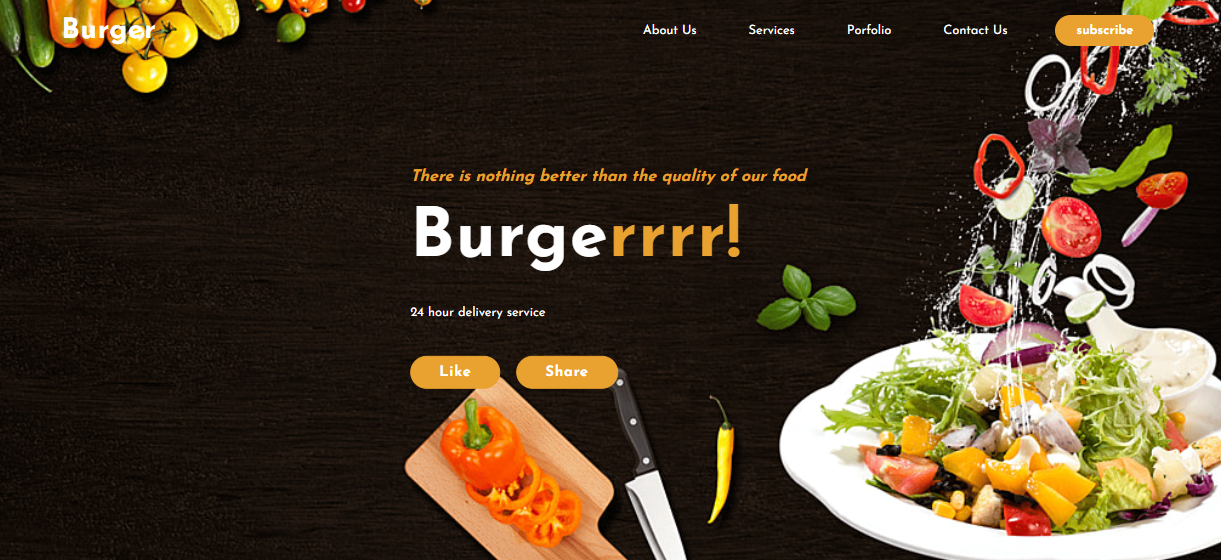 Burger
About Us
Services
Porfolio
Contact Us
subscribe
There is nothing better than the quality of our food
Burgerrrr!
24 hour delivery service
Like
Share